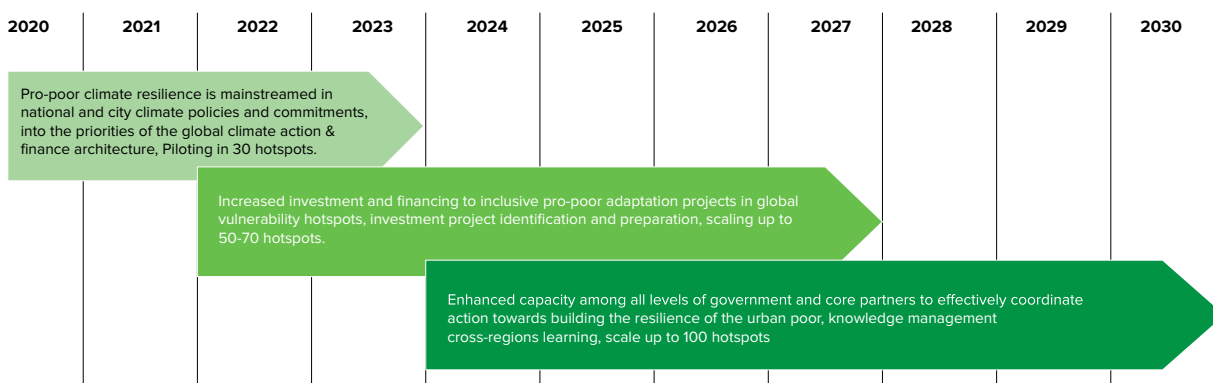 2020 2021 2022 2023 2024 2025 2026 2027 2028 2029 2030
Pro-poor climate resilience is mainstreamed in
national and city climate policies and commitments,
into the priorities of the global climate action &
finance architecture, Piloting in 30 hotspots.
Increased investment and financing to inclusive pro-poor adaptation projects in global
vulnerability hotspots, investment project identification and preparation, scaling up to
50-70 hotspots.
Enhanced capacity among all levels of government and core partners to effectively coordinate
action towards building the resilience of the urban poor, knowledge management
cross-regions learning, scale up to 100 hotspots